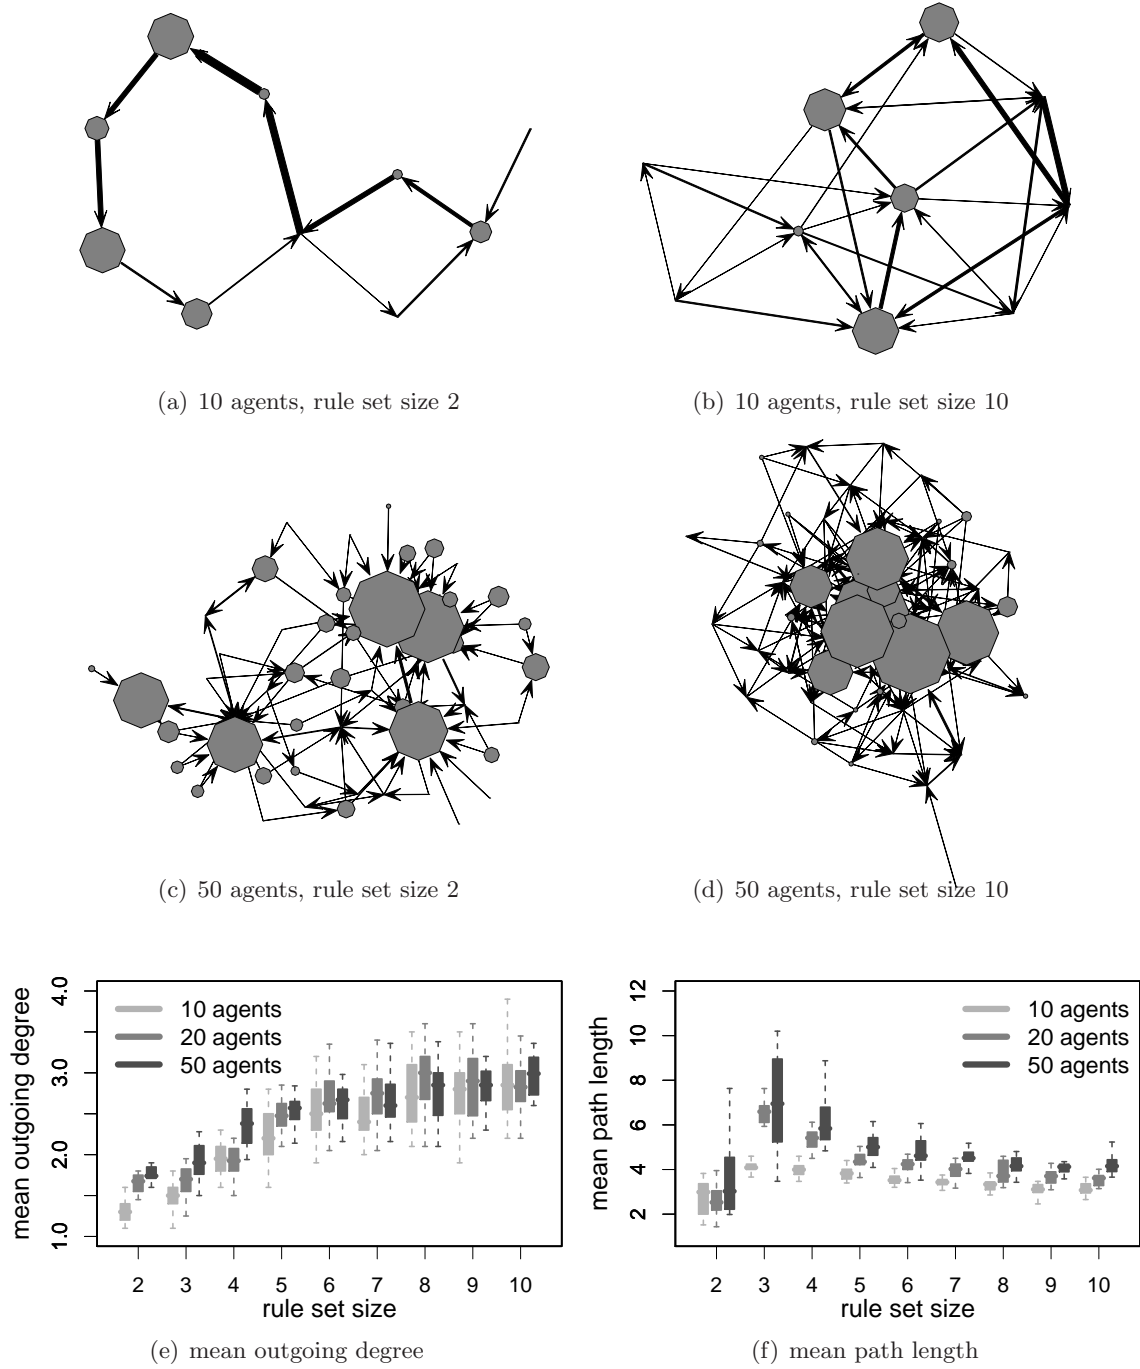 (a) 10 agents, rule set size 2
(b) 10 agents, rule set size 10
(c) 50 agents, rule set size 2
(d) 50 agents, rule set size 10
mean outgoing degree
4.0
3.0
2.0
1.0
10 agents
20 agents
50 agents
2 3 4 5 6 7 8 9 10
rule set size
(e) mean outgoing degree
mean path length
12
10
8
6
4
2
10 agents
20 agents
50 agents
2 3 4 5 6 7 8 9 10
rule set size
(f) mean path length